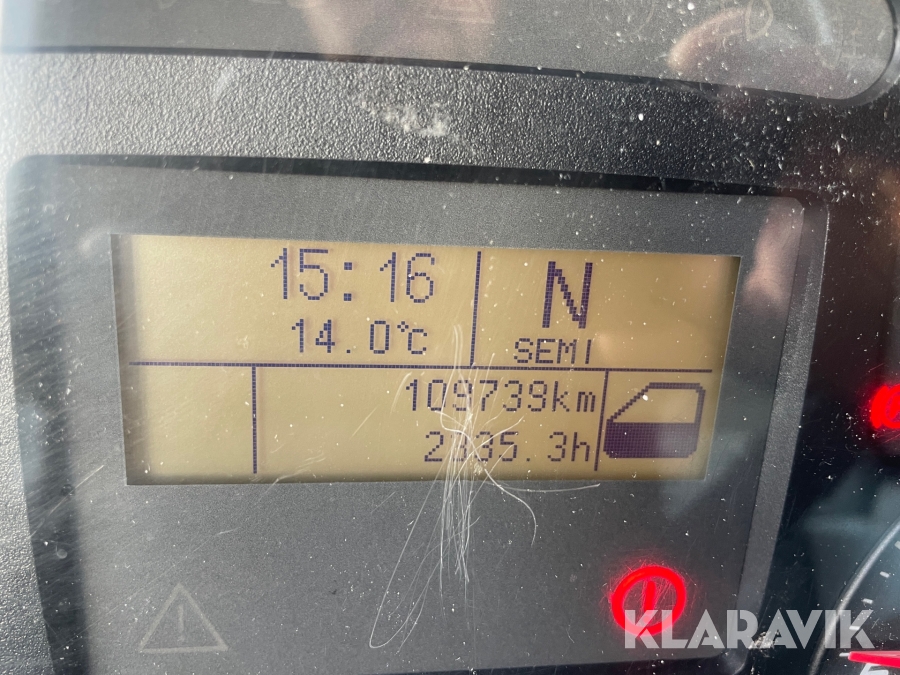 15:16
N
14.0°C
SEMI
109739km
2335.3h
KLARAVIK